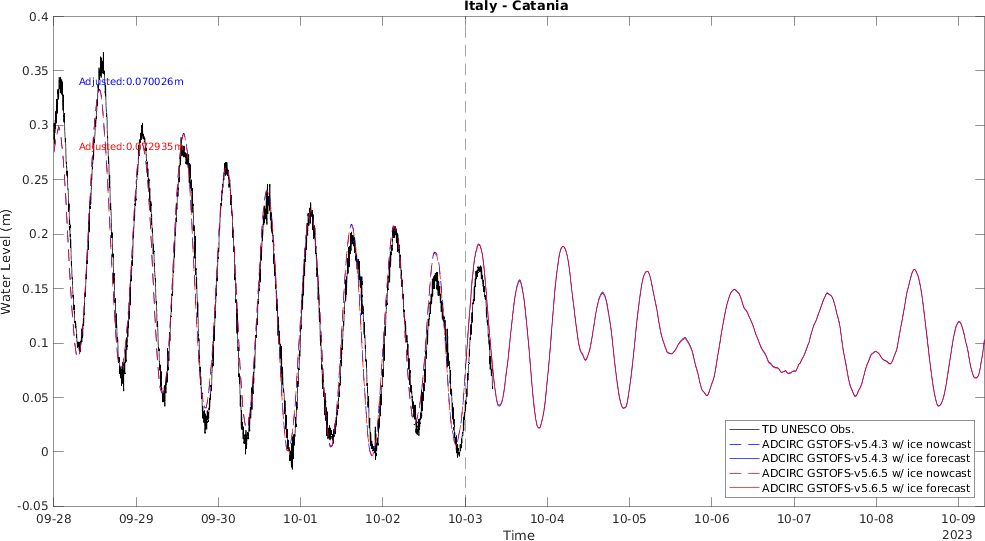 Italy - Catania
0.4
0.35
0.3
0.25
0.2
0.15
0.1
0.05
0
-0.05
Water Level (m)
Adjusted:0.070026m
Adjusted:0.072935m
TD UNESCO Obs.
ADCIRC GSTOFS-v5.4.3 w/ ice nowcast
ADCIRC GSTOFS-v5.4.3 w/ ice forecast
ADCIRC GSTOFS-v5.6.5 w/ ice nowcast
ADCIRC GSTOFS-v5.6.5 w/ ice forecast
09-28 09-29 09-30 10-01 10-02 10-03 10-04 10-05 10-06 10-07 10-08 10-09
2023
Time